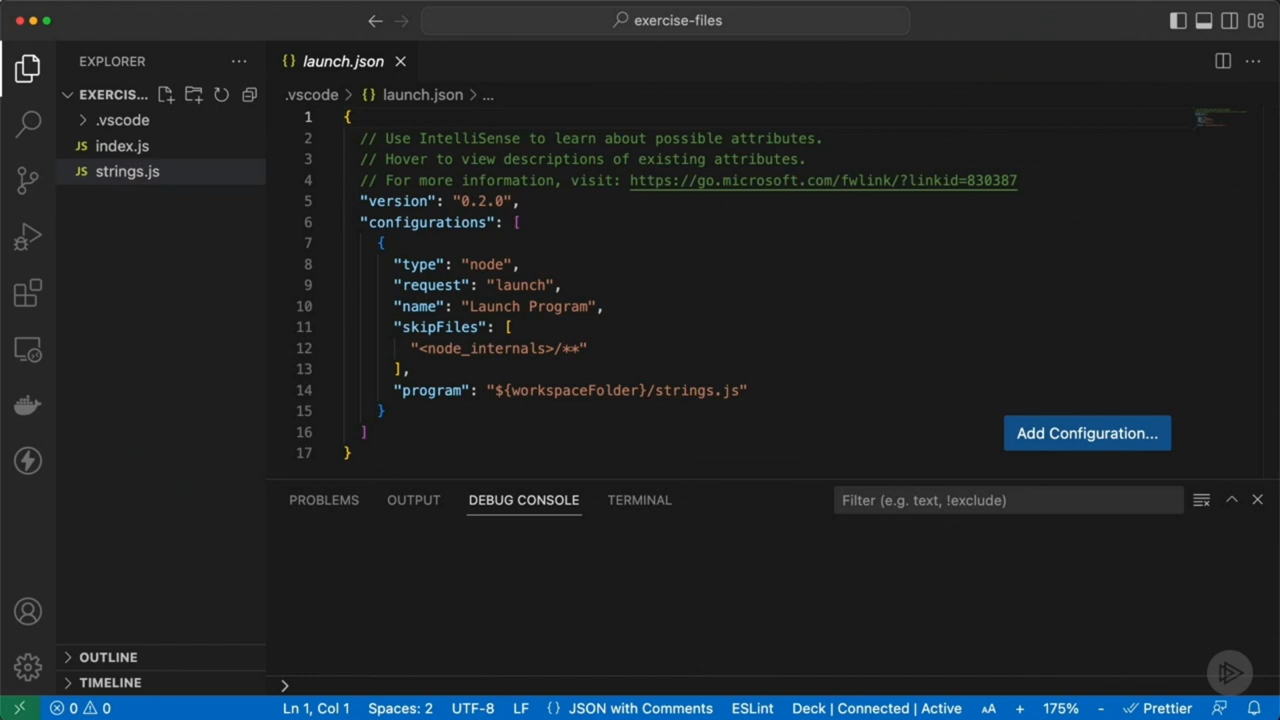 exercise-files
EXPLORER
launch.json
EXERCIS...
.vscode > {} launch.json > ...
> .vscode
JS index.js
JS strings.js
1 {
2 // Use IntelliSense to learn about possible attributes.
3 // Hover to view descriptions of existing attributes.
4 // For more information, visit: https://go.microsoft.com/fwlink/?linkid=830387
5 "version": "0.2.0",
6 "configurations": [
7 {
8 "type": "node",
9 "request": "launch",
10 "name": "Launch Program",
11 "skipFiles": [
12 "<node_internals>/**"
13 ],
14 "program": "${workspaceFolder}/strings.js"
15 }
16 ]
17 }
Add Configuration...
PROBLEMS OUTPUT DEBUG CONSOLE TERMINAL Filter (e.g. text, !exclude)
> OUTLINE
> TIMELINE
>
0 0 Ln 1, Col 1 Spaces: 2 UTF-8 LF {} JSON with Comments ESLint Deck | Connected | Active AA + 175% - Prettier